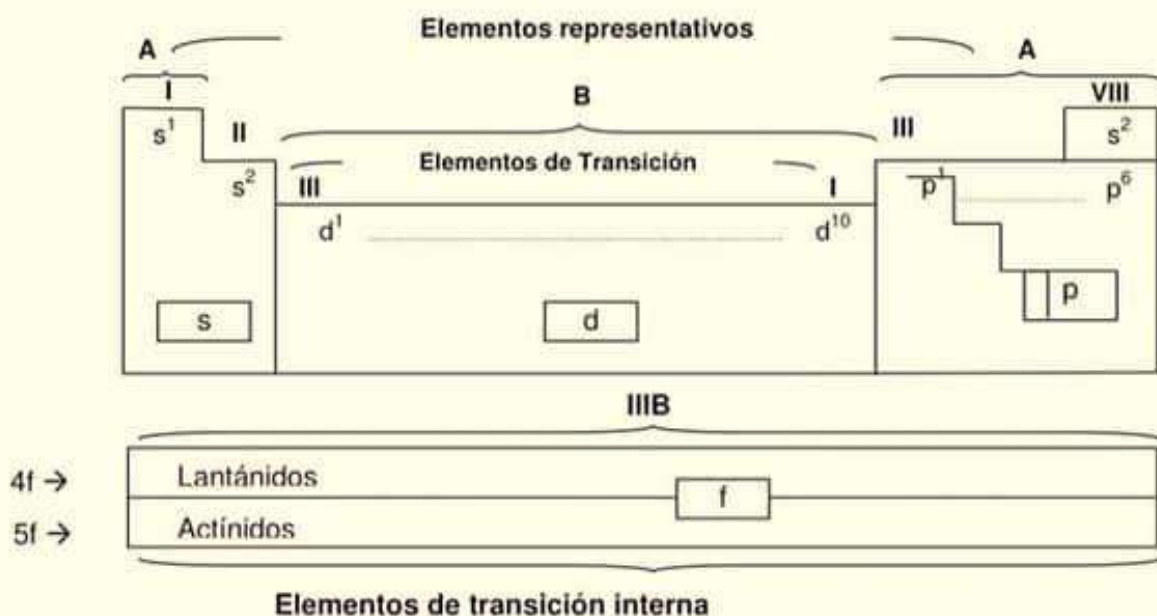 Elementos representativos
A A
I B VIII
s¹ II III s²
Elementos de Transición
s² III I p¹ p⁶
d¹ d¹⁰
s d p
IIIB
4f → Lantánidos
f
5f → Actínidos
Elementos de transición interna